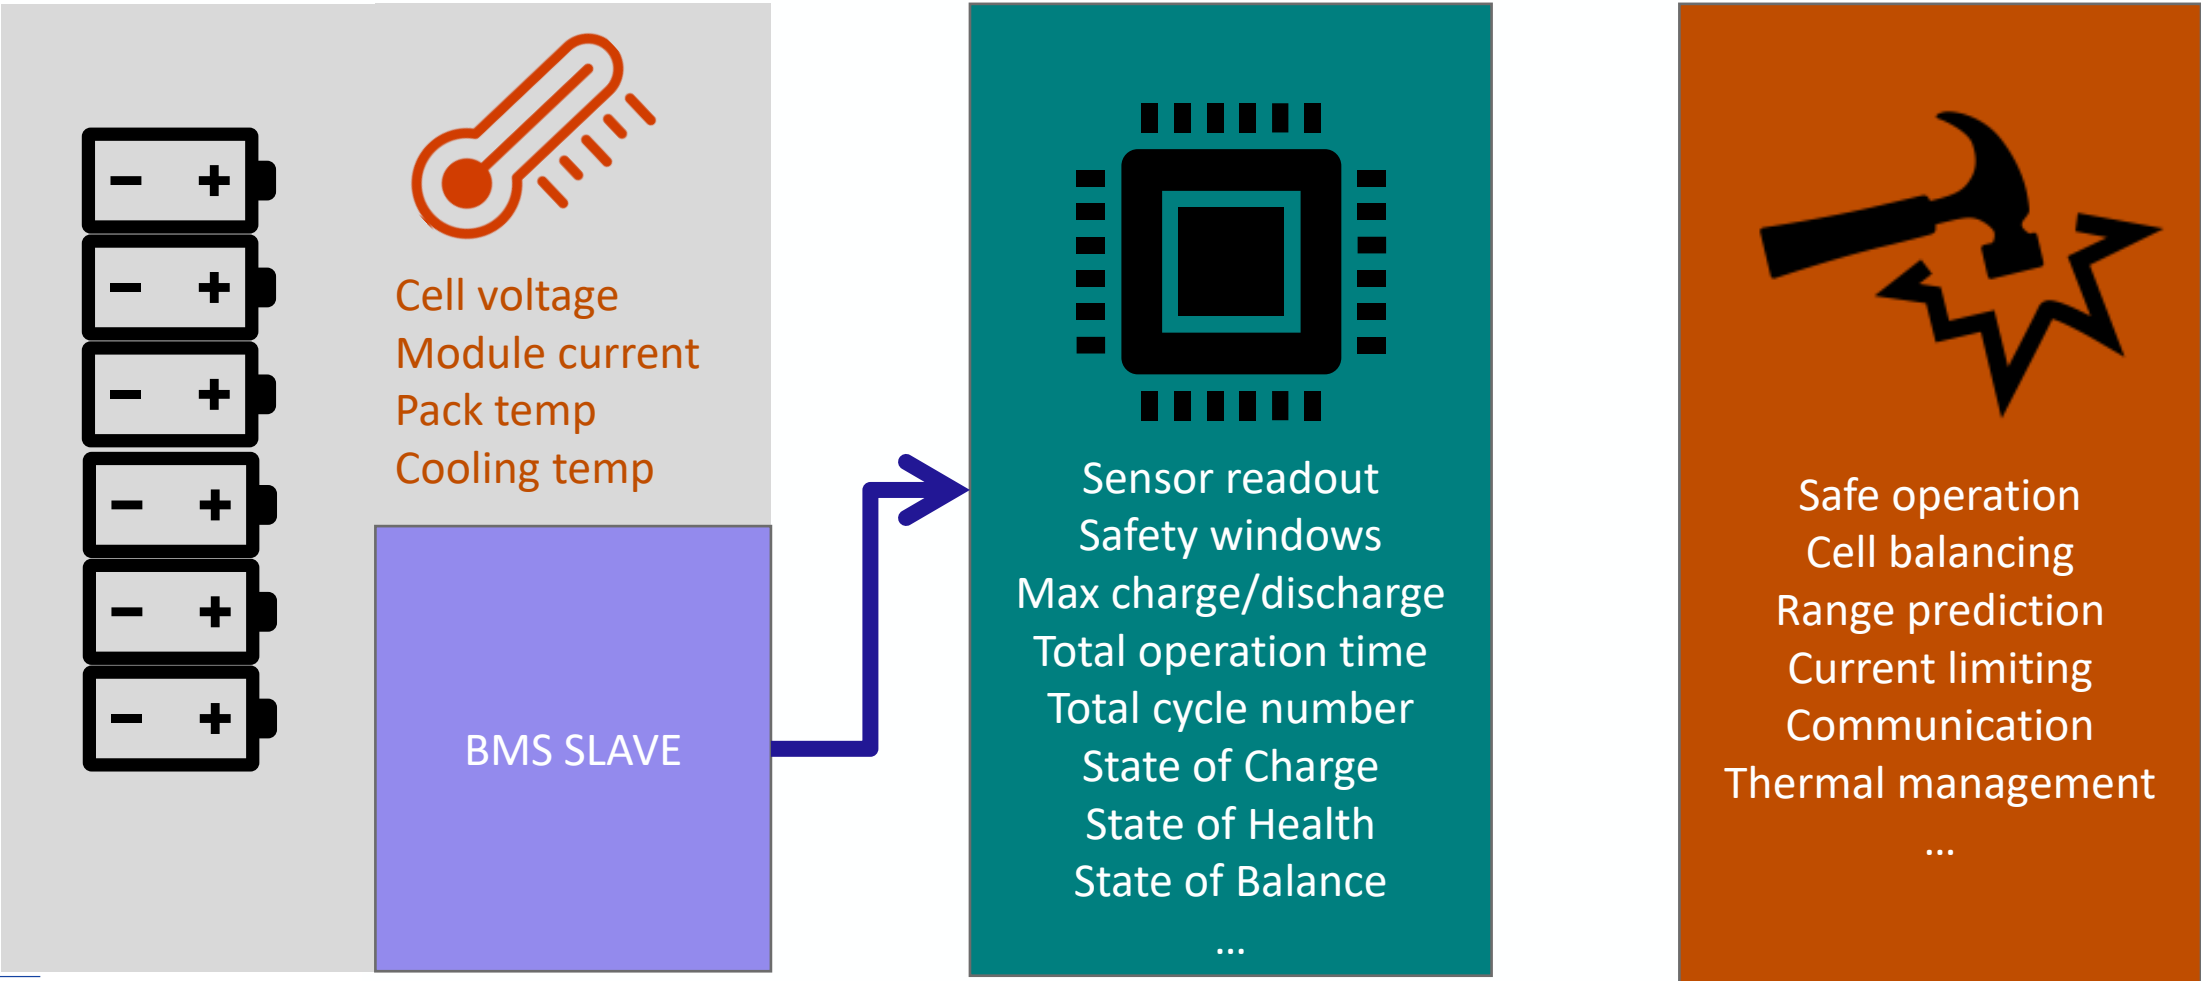 Cell voltage
Module current
Pack temp
Cooling temp
BMS SLAVE
Sensor readout
Safety windows
Max charge/discharge
Total operation time
Total cycle number
State of Charge
State of Health
State of Balance
...
Safe operation
Cell balancing
Range prediction
Current limiting
Communication
Thermal management
...